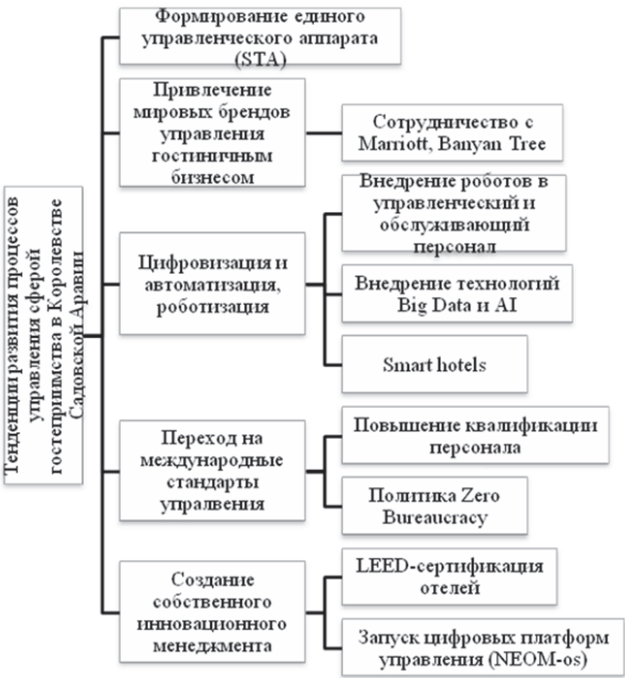 Тенденции развития процессов
управления сферой
гостеприимства в Королевстве
Садовской Аравии
Формирование единого
управленческого аппарата
(STA)
Привлечение
мировых брендов
управления
гостиничным
бизнесом
Сотрудничество с
Marriott, Banyan Tree
Цифровизация и
автоматизация,
роботизация
Внедрение роботов в
управленческий и
обслуживающий
персонал
Внедрение технологий
Big Data и AI
Smart hotels
Переход на
международные
стандарты
упралвения
Повышение квалификации
персонала
Политика Zero
Bureaucracy
Создание
собственного
инновационного
менеджмента
LEED-сертификация
отелей
Запуск цифровых платформ
управления (NEOM-os)